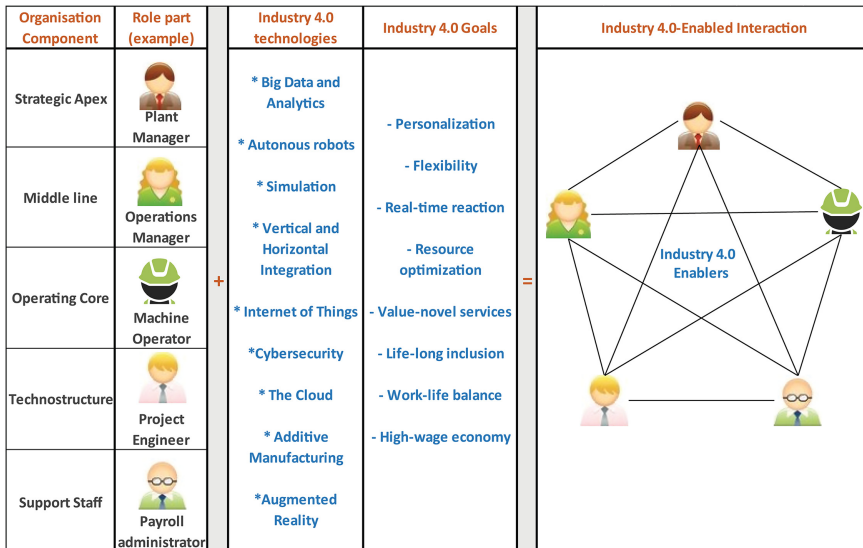 Organisation
Component
Role part
(example)
Industry 4.0
technologies
Industry 4.0 Goals
Industry 4.0-Enabled Interaction
Strategic Apex
Plant
Manager
Middle line
Operations
Manager
Operating Core
Machine
Operator
Technostructure
Project
Engineer
Support Staff
Payroll
administrator
+
* Big Data and
Analytics
* Autonous robots
* Simulation
* Vertical and
Horizontal
Integration
* Internet of Things
*Cybersecurity
* The Cloud
* Additive
Manufacturing
*Augmented
Reality
- Personalization
- Flexibility
- Real-time reaction
- Resource
optimization
- Value-novel services
- Life-long inclusion
- Work-life balance
- High-wage economy
=
Industry 4.0
Enablers